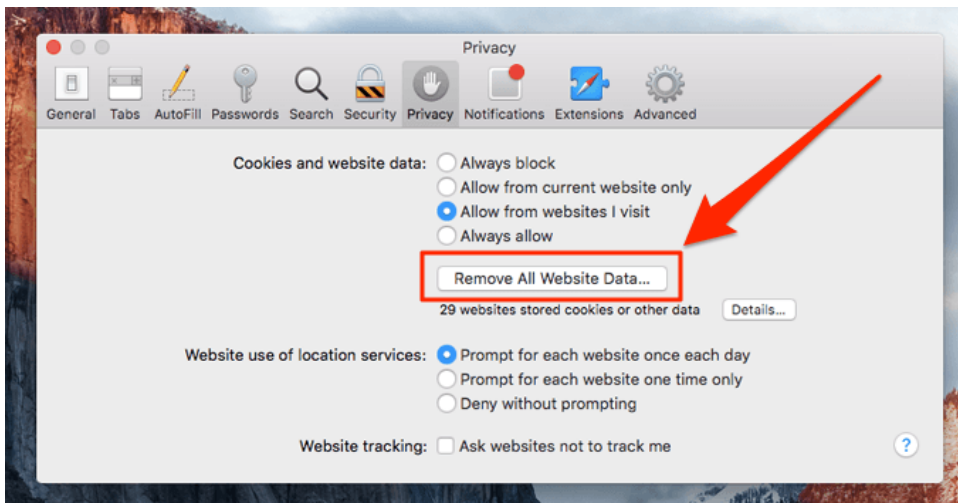 Privacy
General Tabs AutoFill Passwords Search Security Privacy Notifications Extensions Advanced
Cookies and website data: Always block
Allow from current website only
Allow from websites I visit
Always allow
Remove All Website Data...
29 websites stored cookies or other data Details...
Website use of location services: Prompt for each website once each day
Prompt for each website one time only
Deny without prompting
Website tracking: Ask websites not to track me ?